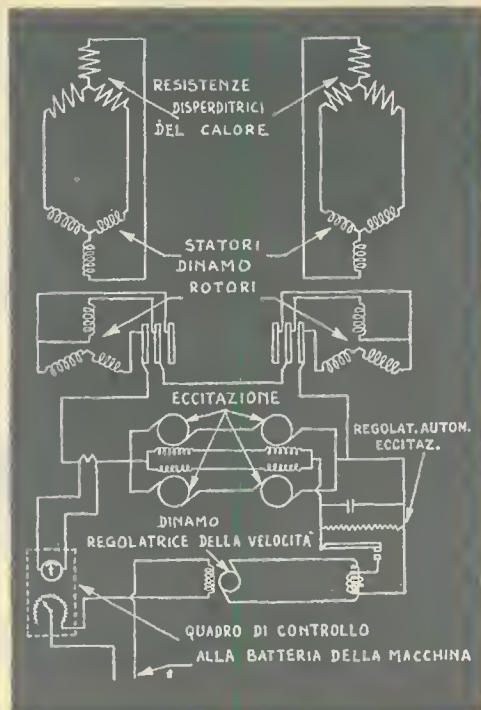 RESISTENZE
DISPERDITRICI
DEL CALORE
STATORI
DINAMO
ROTORI
ECCITAZIONE
REGOLAT. AUTOM.
ECCITAZ.
DINAMO
REGOLATRICE DELLA VELOCITA'
QUADRO DI CONTROLLO
ALLA BATTERIA DELLA MACCHINA